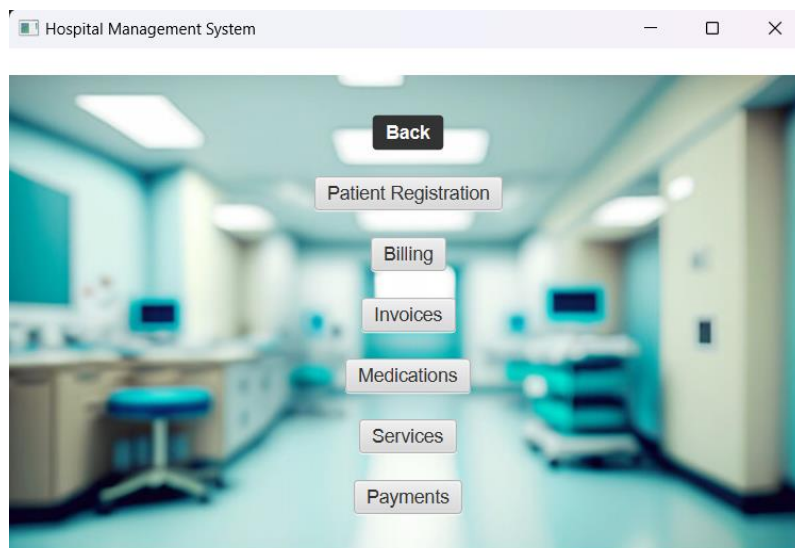 Hospital Management System
Back
Patient Registration
Billing
Invoices
Medications
Services
Payments